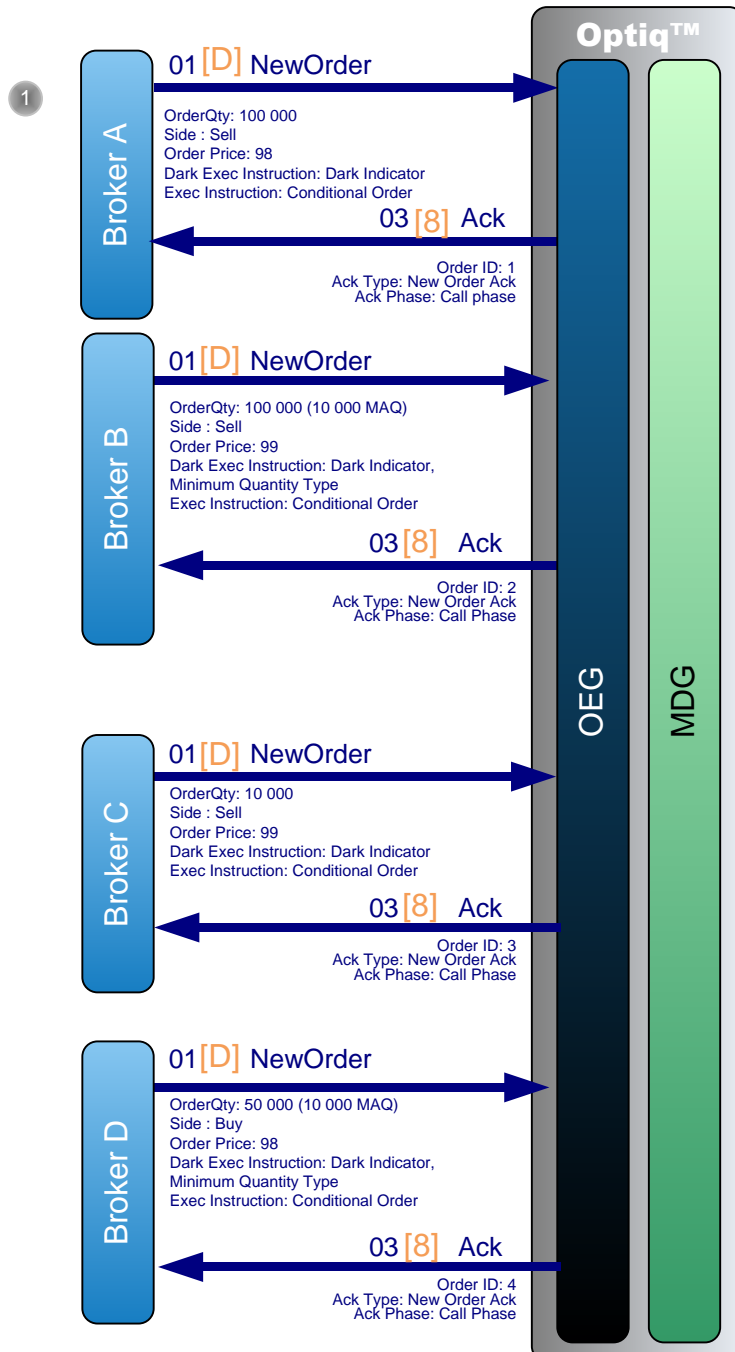 Optiq™
1
Broker A
01 [D] NewOrder
OrderQty: 100 000
Side : Sell
Order Price: 98
Dark Exec Instruction: Dark Indicator
Exec Instruction: Conditional Order
03 [8] Ack
Order ID: 1
Ack Type: New Order Ack
Ack Phase: Call phase
Broker B
01 [D] NewOrder
OrderQty: 100 000 (10 000 MAQ)
Side : Sell
Order Price: 99
Dark Exec Instruction: Dark Indicator,
Minimum Quantity Type
Exec Instruction: Conditional Order
03 [8] Ack
Order ID: 2
Ack Type: New Order Ack
Ack Phase: Call Phase
OEG
MDG
Broker C
01 [D] NewOrder
OrderQty: 10 000
Side : Sell
Order Price: 99
Dark Exec Instruction: Dark Indicator
Exec Instruction: Conditional Order
03 [8] Ack
Order ID: 3
Ack Type: New Order Ack
Ack Phase: Call Phase
Broker D
01 [D] NewOrder
OrderQty: 50 000 (10 000 MAQ)
Side : Buy
Order Price: 98
Dark Exec Instruction: Dark Indicator,
Minimum Quantity Type
Exec Instruction: Conditional Order
03 [8] Ack
Order ID: 4
Ack Type: New Order Ack
Ack Phase: Call Phase